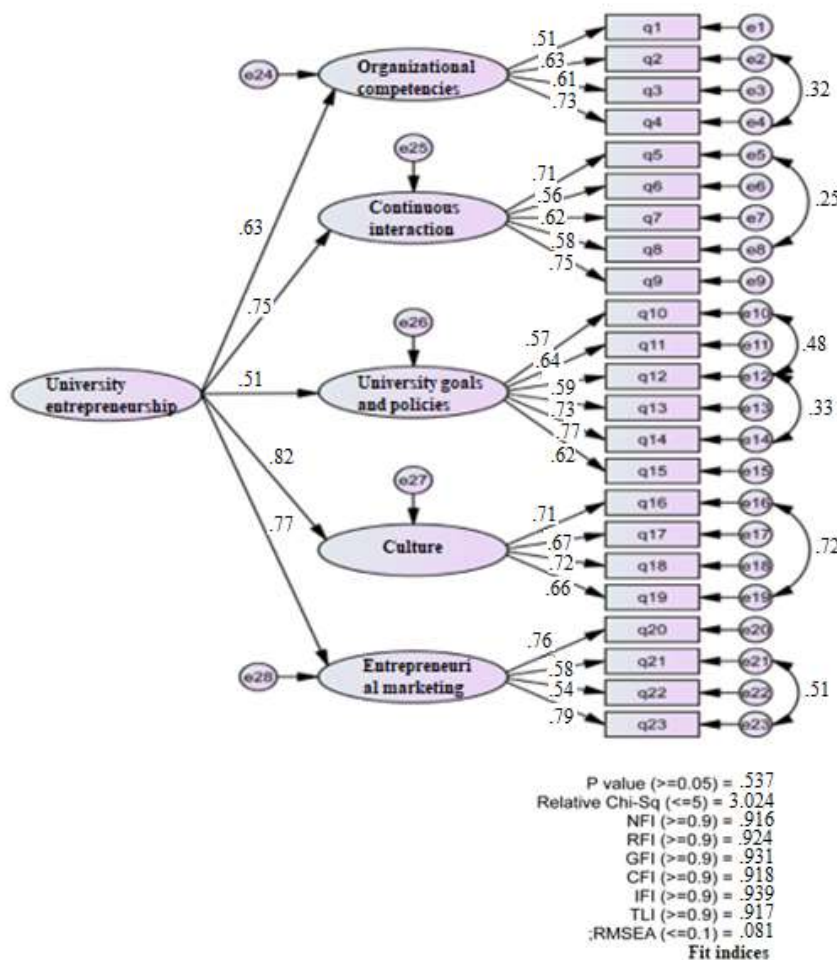 q1
e1
.51
Organizational
competencies
e24
.63
q2
e2
.61
q3
e3
.32
.73
q4
e4
e25
.71
q5
e5
Continuous
interaction
.56
q6
e6
.25
.62
q7
e7
.58
q8
e8
.75
q9
e9
.63
.75
e26
.57
q10
e10
.64
q11
e11
.48
University goals
and policies
.59
q12
e12
.73
q13
e13
.33
.77
q14
e14
.62
q15
e15
University
entrepreneurship
.51
.82
.77
e27
.71
q16
e16
Culture
.67
q17
e17
.72
.72
q18
e18
.66
q19
e19
.76
q20
e20
e28
Entrepreneuri
al marketing
.58
q21
e21
.51
.54
q22
e22
.79
q23
e23
P value (>=0.05) = .537
Relative Chi-Sq (<=5) = 3.024
NFI (>=0.9) = .916
RFI (>=0.9) = .924
GFI (>=0.9) = .931
CFI (>=0.9) = .918
IFI (>=0.9) = .939
TLI (>=0.9) = .917
;RMSEA (<=0.1) = .081
Fit indices